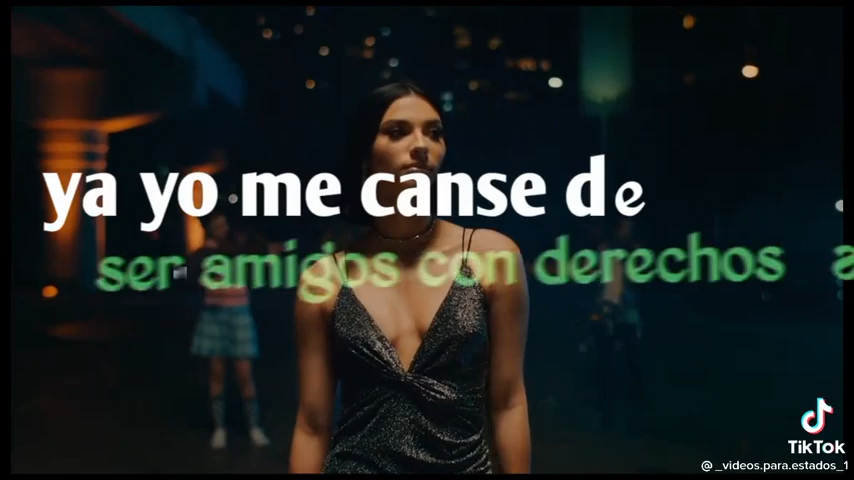 ya yo me canse de
ser amigos con derechos a
TikTok
@_videos.para.estados_1